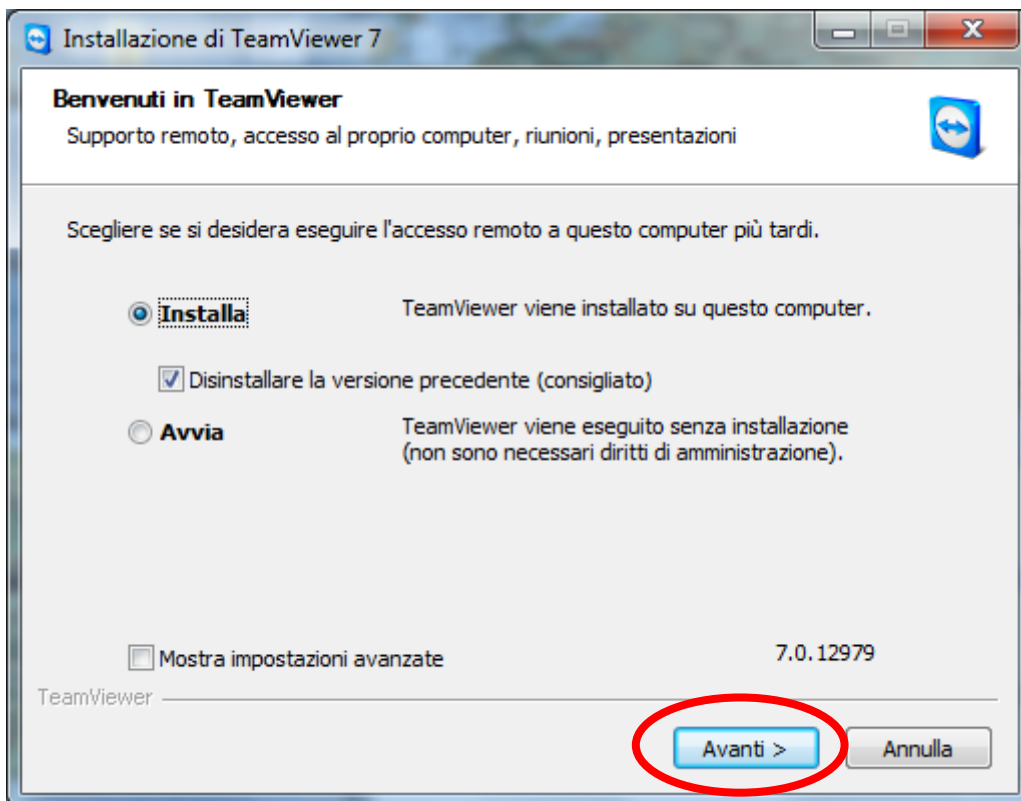 Installazione di TeamViewer 7
Benvenuti in TeamViewer
Supporto remoto, accesso al proprio computer, riunioni, presentazioni
Scegliere se si desidera eseguire l'accesso remoto a questo computer più tardi.
Installa TeamViewer viene installato su questo computer.
Disinstallare la versione precedente (consigliato)
Avvia TeamViewer viene eseguito senza installazione
(non sono necessari diritti di amministrazione).
Mostra impostazioni avanzate 7.0.12979
TeamViewer
Avanti > Annulla